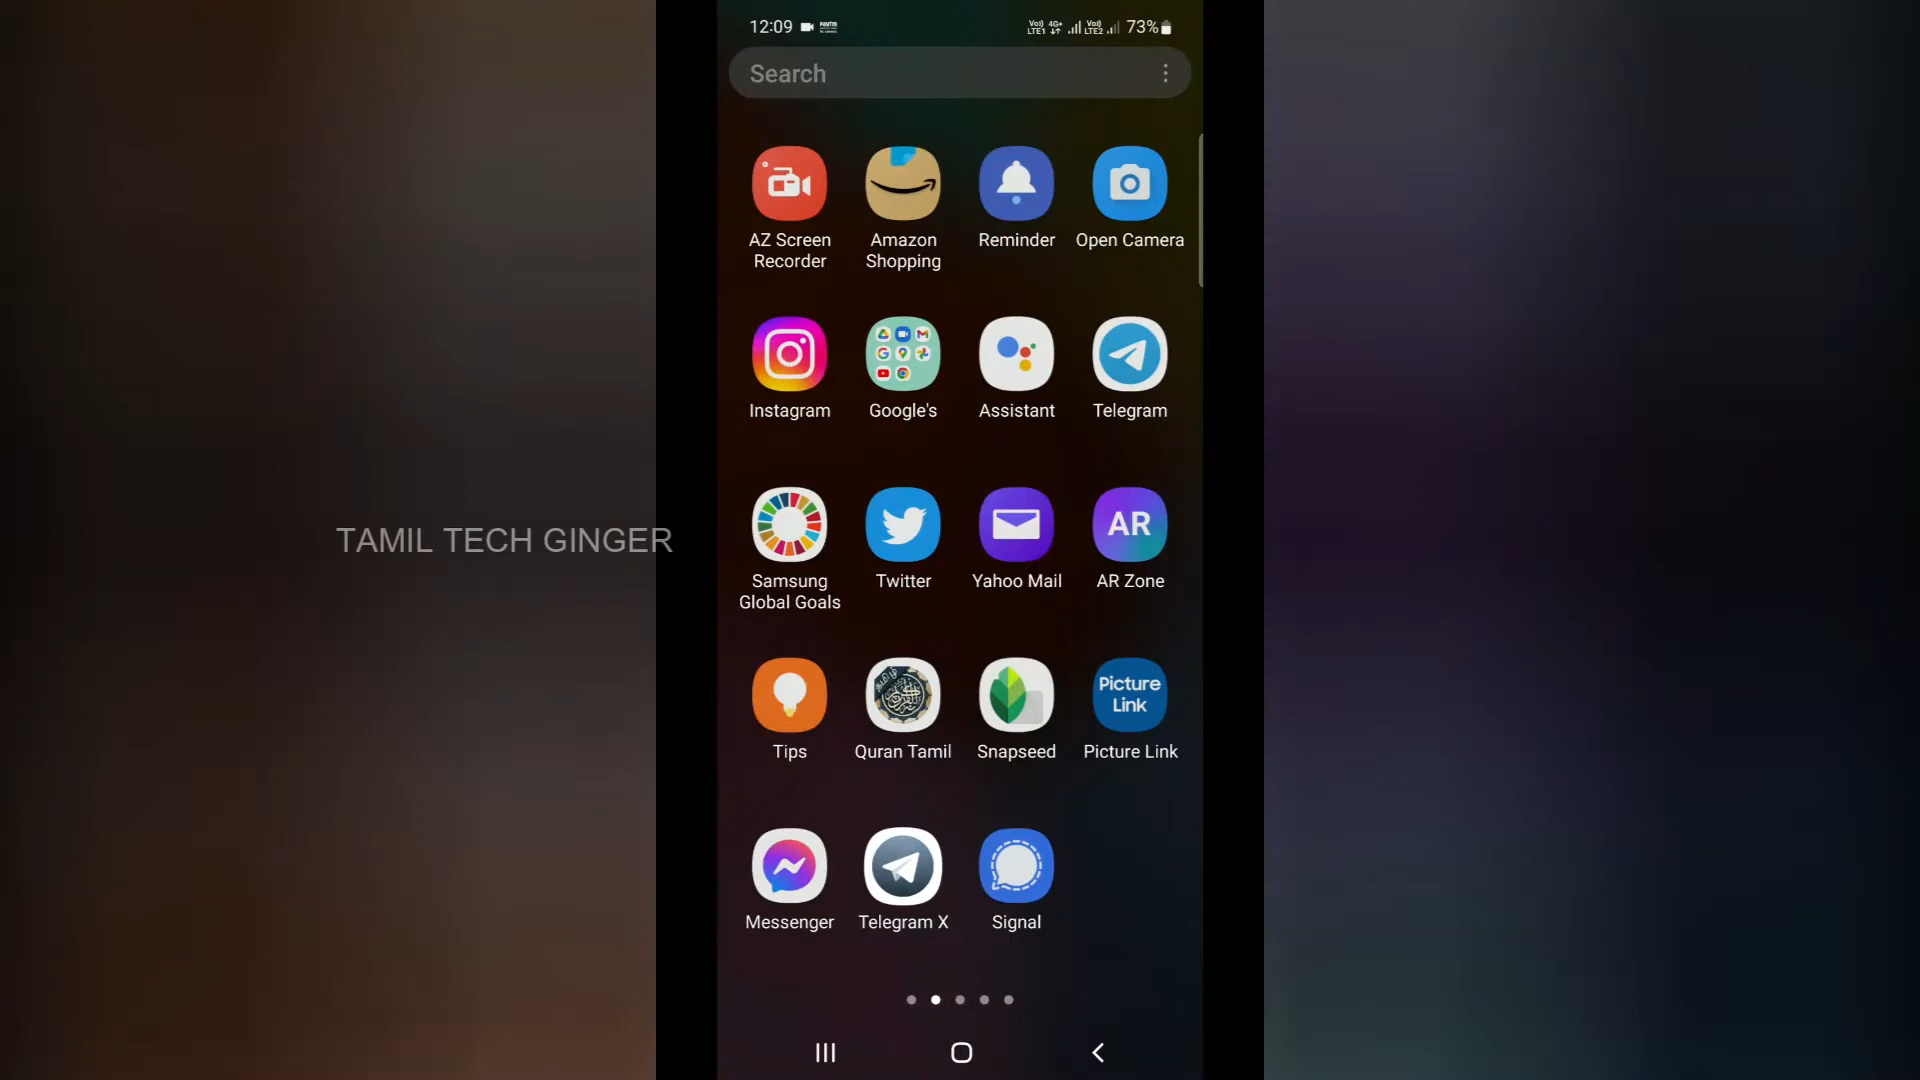 12:09
73%
Search
AZ Screen
Recorder
Amazon
Shopping
Reminder
Open Camera
Instagram
Google's
Assistant
Telegram
TAMIL TECH GINGER
AR
Samsung
Global Goals
Twitter
Yahoo Mail
AR Zone
Picture
Link
Tips
Quran Tamil
Snapseed
Picture Link
Messenger
Telegram X
Signal